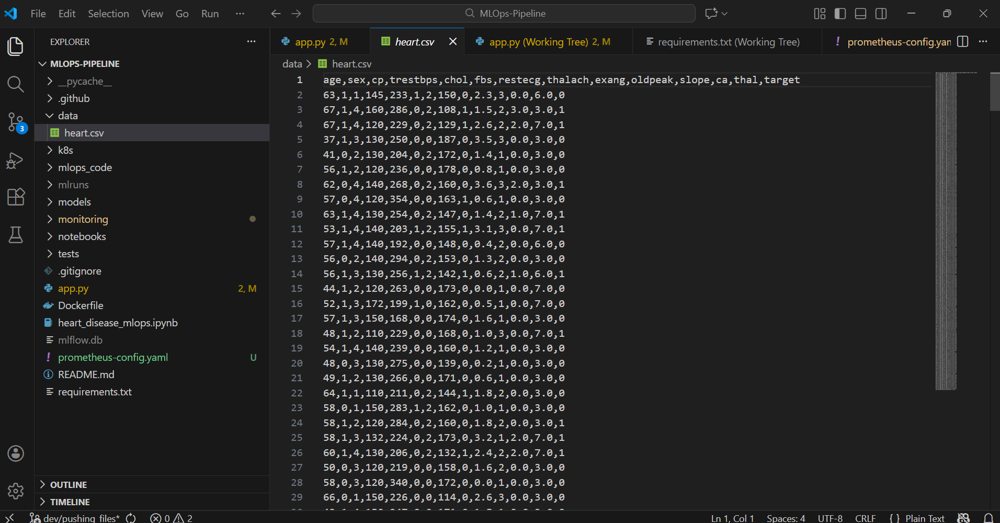 File Edit Selection View Go Run ··· MLOps-Pipeline
EXPLORER ···
MLOPS-PIPELINE
__pycache__
.github
data
heart.csv
k8s
mlops_code
mlruns
models
monitoring
notebooks
tests
.gitignore
app.py 2, M
Dockerfile
heart_disease_mlops.ipynb
mlflow.db
! prometheus-config.yaml U
README.md
requirements.txt
OUTLINE
TIMELINE
3
app.py 2, M heart.csv app.py (Working Tree) 2, M requirements.txt (Working Tree) ! prometheus-config.yam ···
data > heart.csv
1 age,sex,cp,trestbps,chol,fbs,restecg,thalach,exang,oldpeak,slope,ca,thal,target
2 63,1,1,145,233,1,2,150,0,2.3,3,0.0,6.0,0
3 67,1,4,160,286,0,2,108,1,1.5,2,3.0,3.0,1
4 67,1,4,120,229,0,2,129,1,2.6,2,2.0,7.0,1
5 37,1,3,130,250,0,0,187,0,3.5,3,0.0,3.0,0
6 41,0,2,130,204,0,2,172,0,1.4,1,0.0,3.0,0
7 56,1,2,120,236,0,0,178,0,0.8,1,0.0,3.0,0
8 62,0,4,140,268,0,2,160,0,3.6,3,2.0,3.0,1
9 57,0,4,120,354,0,0,163,1,0.6,1,0.0,3.0,0
10 63,1,4,130,254,0,2,147,0,1.4,2,1.0,7.0,1
11 53,1,4,140,203,1,2,155,1,3.1,3,0.0,7.0,1
12 57,1,4,140,192,0,0,148,0,0.4,2,0.0,6.0,0
13 56,0,2,140,294,0,2,153,0,1.3,2,0.0,3.0,0
14 56,1,3,130,256,1,2,142,1,0.6,2,1.0,6.0,1
15 44,1,2,120,263,0,0,173,0,0.0,1,0.0,7.0,0
16 52,1,3,172,199,1,0,162,0,0.5,1,0.0,7.0,0
17 57,1,3,150,168,0,0,174,0,1.6,1,0.0,3.0,0
18 48,1,2,110,229,0,0,168,0,1.0,3,0.0,7.0,1
19 54,1,4,140,239,0,0,160,0,1.2,1,0.0,3.0,0
20 48,0,3,130,275,0,0,139,0,0.2,1,0.0,3.0,0
21 49,1,2,130,266,0,0,171,0,0.6,1,0.0,3.0,0
22 64,1,1,110,211,0,2,144,1,1.8,2,0.0,3.0,0
23 58,0,1,150,283,1,2,162,0,1.0,1,0.0,3.0,0
24 58,1,2,120,284,0,2,160,0,1.8,2,0.0,3.0,1
25 58,1,3,132,224,0,2,173,0,3.2,1,2.0,7.0,1
26 60,1,4,130,206,0,2,132,1,2.4,2,2.0,7.0,1
27 50,0,3,120,219,0,0,158,0,1.6,2,0.0,3.0,0
28 58,0,3,120,340,0,0,172,0,0.0,1,0.0,3.0,0
29 66,0,1,150,226,0,0,114,0,2.6,3,0.0,3.0,0
dev/pushing_files* 0 2 Ln 1, Col 1 Spaces: 4 UTF-8 CRLF { } Plain Text